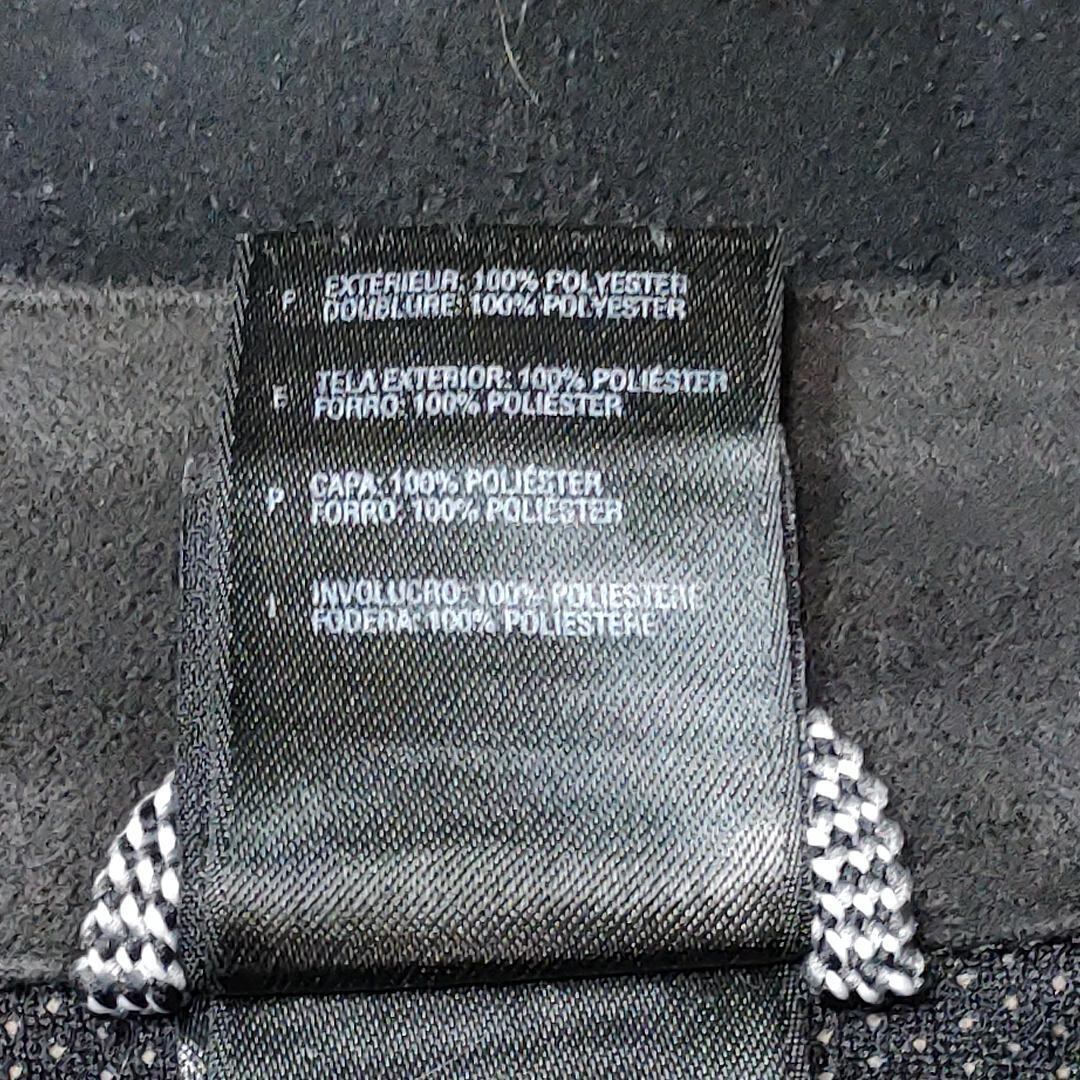 F EXTÉRIEUR: 100% POLYESTER
DOUBLURE: 100% POLYESTER
E TELA EXTERIOR: 100% POLIÉSTER
FORRO: 100% POLIÉSTER
P CAPA: 100% POLIÉSTER
FORRO: 100% POLIÉSTER
I INVOLUCRO: 100% POLIESTERE
FODERA: 100% POLIESTERE